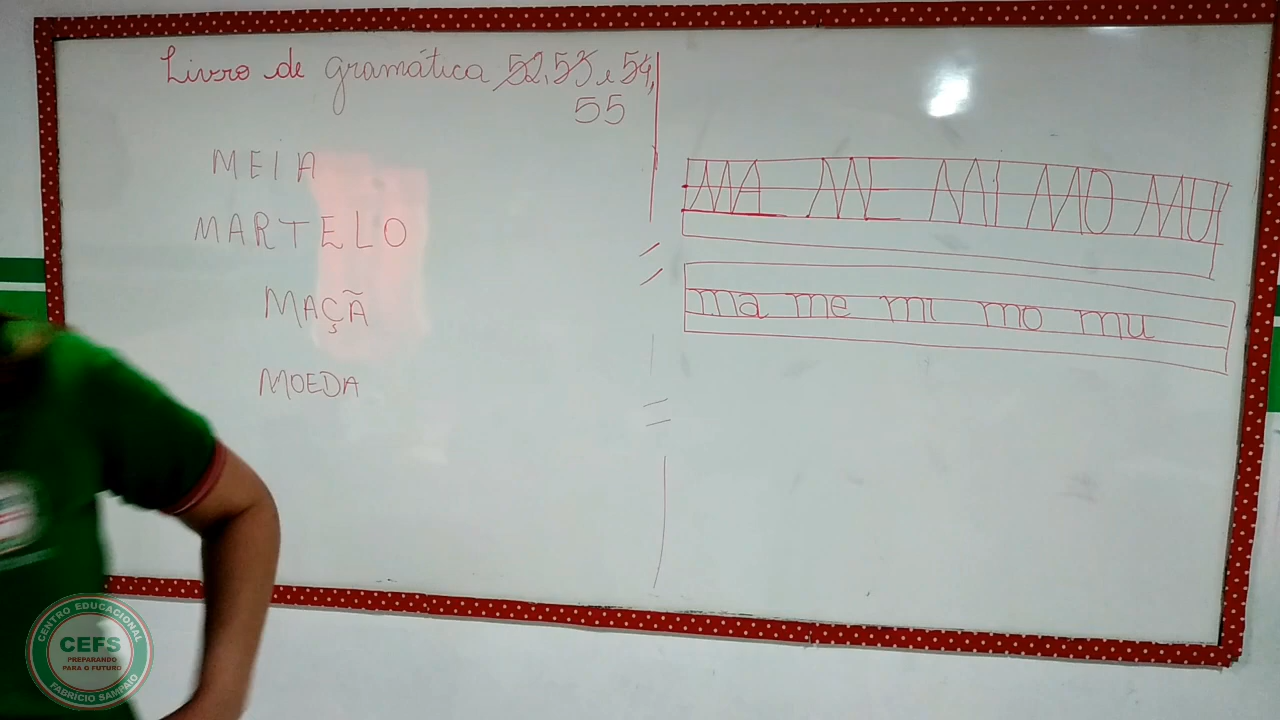 Livro de gramática 52, 53 e 54,
55
MEIA
MARTELO
MAÇÃ
MOEDA
MA ME MI MO MU
ma me mi mo mu
CENTRO EDUCACIONAL
CEFS
PREPARANDO
PARA O FUTURO
FABRICIO SAMPAIO